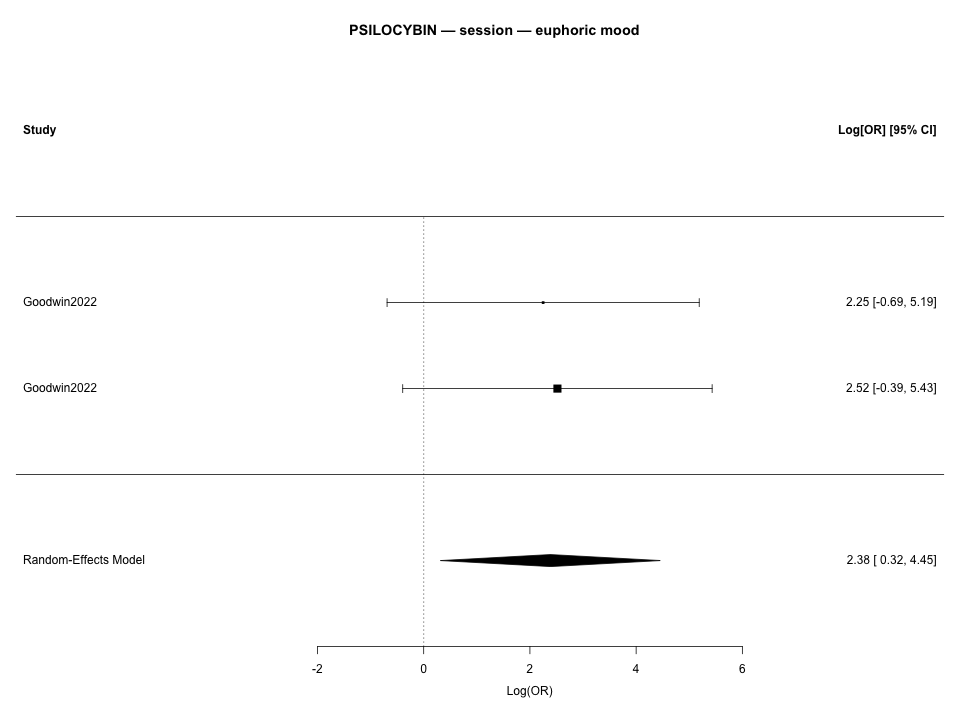 PSILOCYBIN — session — euphoric mood
Study Log[OR] [95% CI]
Goodwin2022 2.25 [-0.69, 5.19]
Goodwin2022 2.52 [-0.39, 5.43]
Random-Effects Model 2.38 [ 0.32, 4.45]
-2 0 2 4 6
Log(OR)